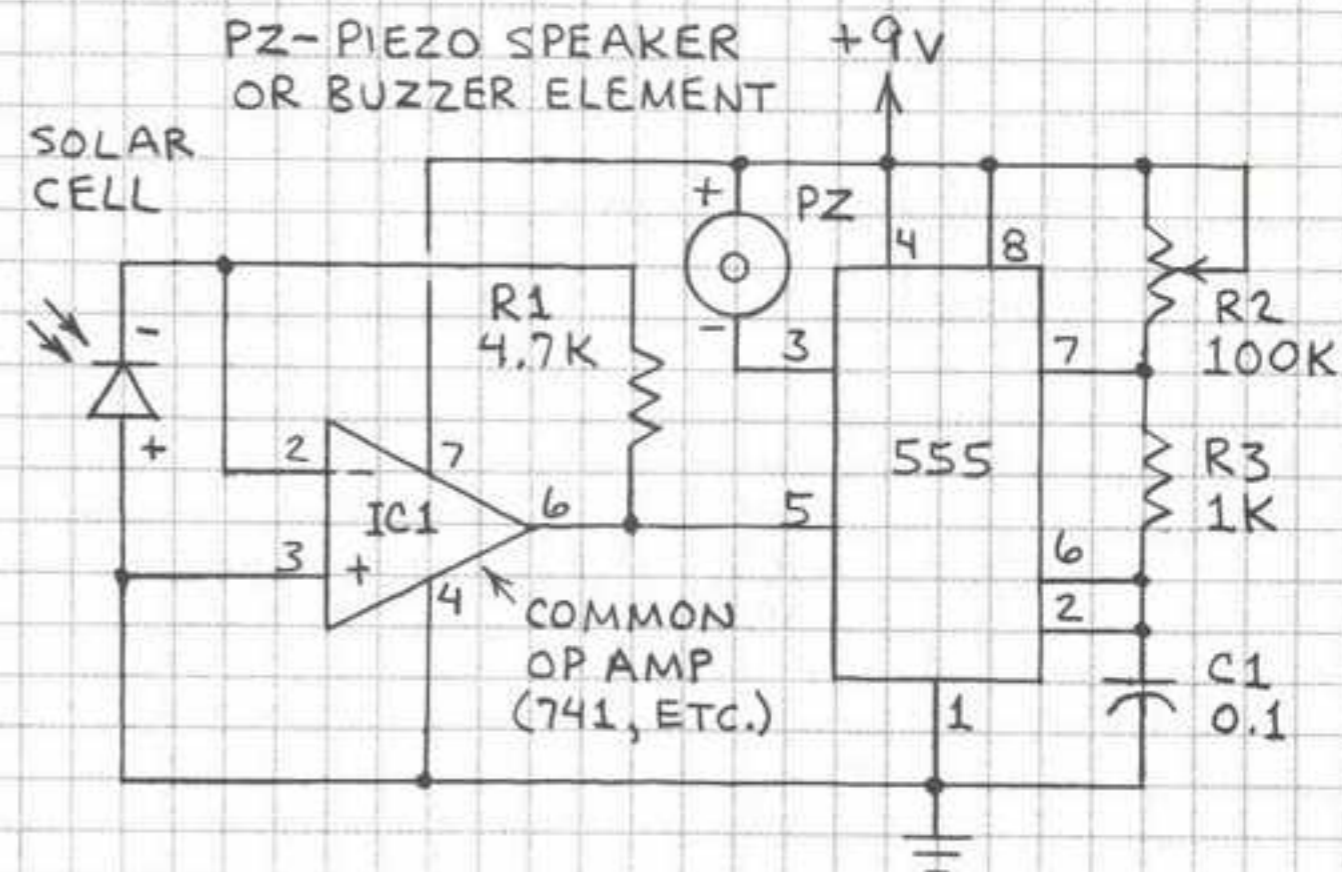 PZ-PIEZO SPEAKER
OR BUZZER ELEMENT
+9V
SOLAR
CELL
+
PZ
4
8
-
R1
4.7K
-
3
7
R2
100K
+
2
-
7
IC1
6
5
555
R3
1K
3
+
4
6
2
COMMON
OP AMP
(741, ETC.)
1
C1
0.1